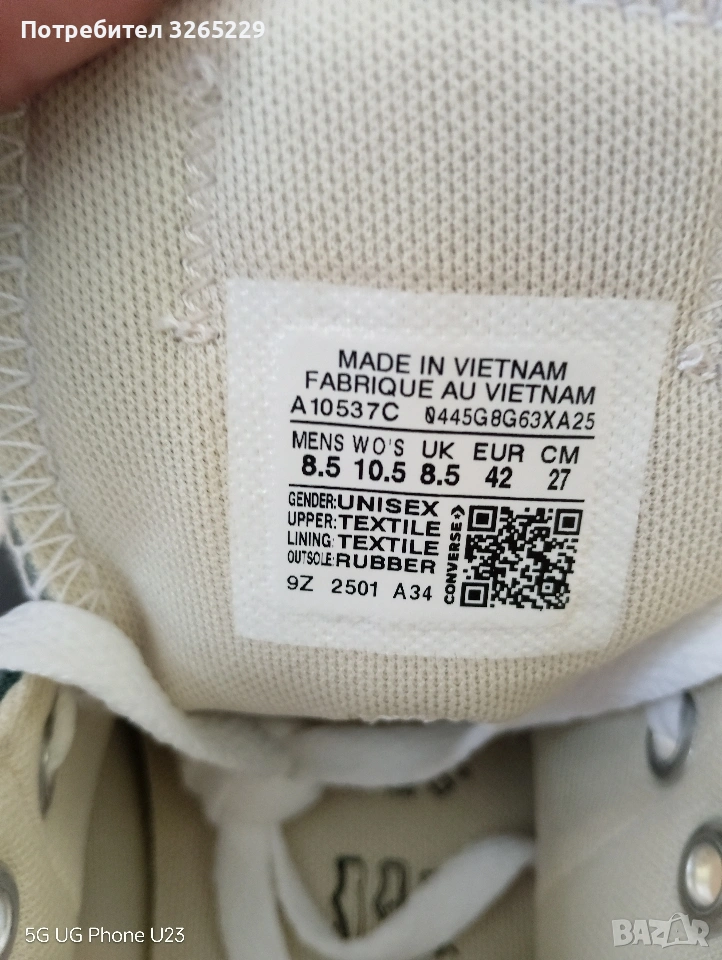 Потребител 3265229
MADE IN VIETNAM
FABRIQUE AU VIETNAM
A10537C 0445G8G63XA25
MENS WO'S UK EUR CM
8.5 10.5 8.5 42 27
GENDER: UNISEX
UPPER: TEXTILE
LINING: TEXTILE
OUTSOLE: RUBBER
CONVERSE
9Z 2501 A34
5G UG Phone U23
BAZAR